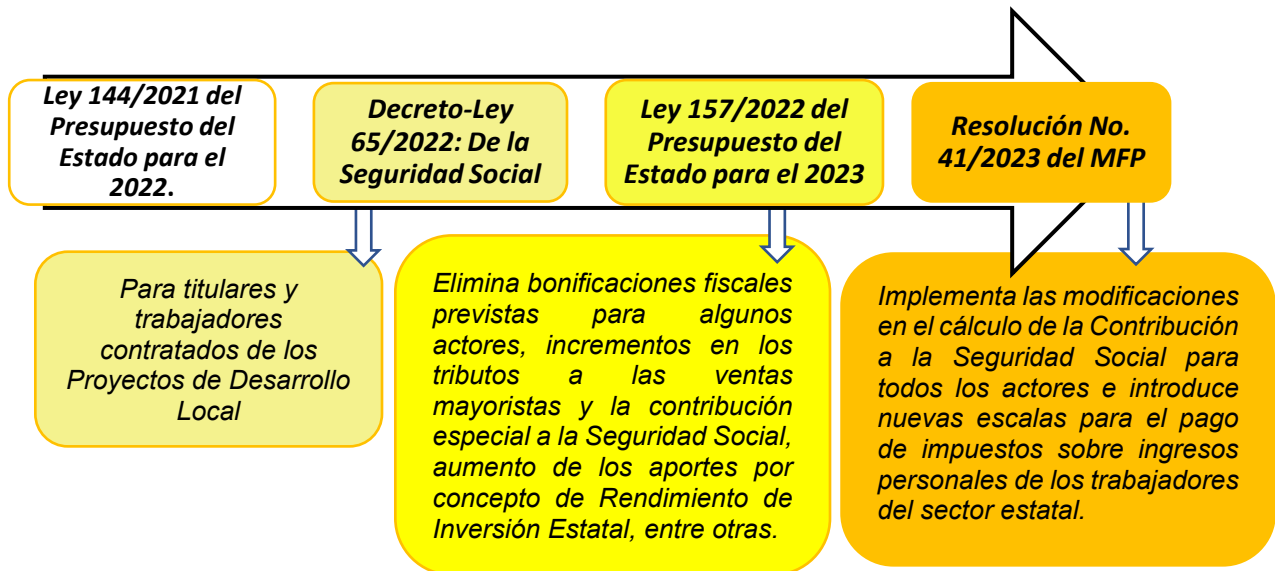 Ley 144/2021 del
Presupuesto del
Estado para el
2022.
Decreto-Ley
65/2022: De la
Seguridad Social
Ley 157/2022 del
Presupuesto del
Estado para el 2023
Resolución No.
41/2023 del MFP
Para titulares y
trabajadores
contratados de los
Proyectos de Desarrollo
Local
Elimina bonificaciones fiscales
previstas para algunos
actores, incrementos en los
tributos a las ventas
mayoristas y la contribución
especial a la Seguridad Social,
aumento de los aportes por
concepto de Rendimiento de
Inversión Estatal, entre otras.
Implementa las modificaciones
en el cálculo de la Contribución
a la Seguridad Social para
todos los actores e introduce
nuevas escalas para el pago
de impuestos sobre ingresos
personales de los trabajadores
del sector estatal.